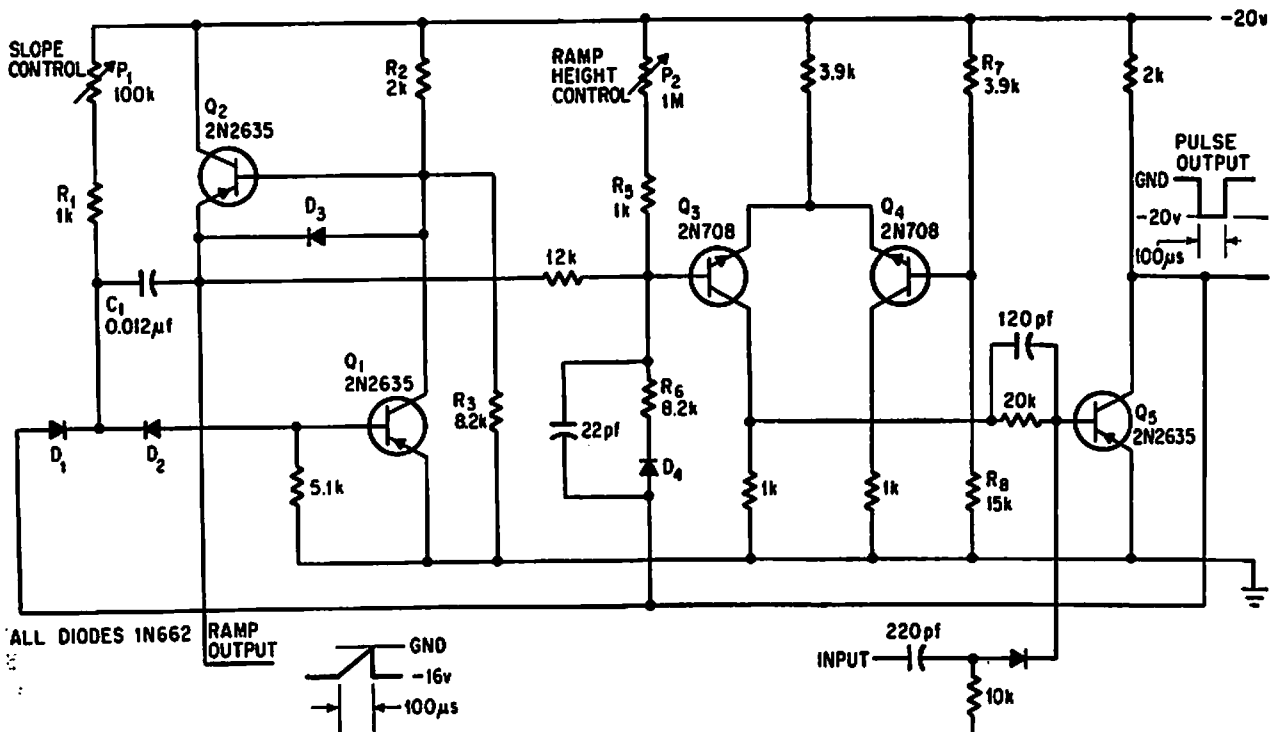 -20v
SLOPE
CONTROL
P1
100k
R2
2k
RAMP
HEIGHT
CONTROL
P2
1M
3.9k
R7
3.9k
2k
Q2
2N2635
PULSE
OUTPUT
GND
-20v
100μs
R1
1k
D3
R5
1k
Q3
2N708
Q4
2N708
12k
C1
0.012μf
120pf
Q1
2N2635
R3
8.2k
R6
8.2k
22pf
20k
Q5
2N2635
D1
D2
D4
5.1k
1k
1k
R8
15k
ALL DIODES 1N662
RAMP
OUTPUT
GND
-16v
100μs
220pf
INPUT
10k